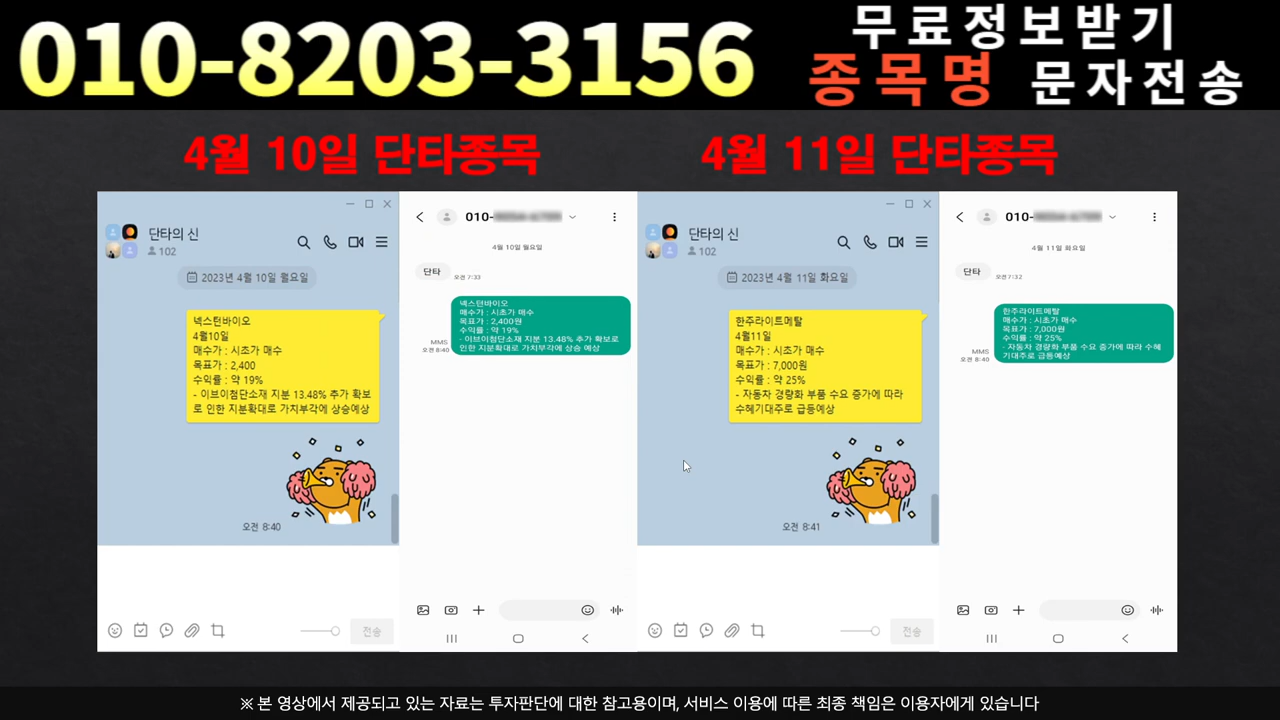 010-8203-3156
무료정보받기
종목명 문자전송
4월 10일 단타종목
4월 11일 단타종목
단타의 신
102
2023년 4월 10일 월요일
넥스턴바이오
4월10일
매수가 : 시초가 매수
목표가 : 2,400
수익률 : 약 19%
- 이브이첨단소재 지분 13.48% 추가 확보
로 인한 지분확대로 가치부각에 상승예상
오전 8:40
전송
010-
4월 10일 월요일
단타
오전 7:33
넥스턴바이오
매수가 : 시초가 매수
목표가 : 2,400원
수익률 : 약 19%
- 이브이첨단소재 지분 13.48% 추가 확보로
인한 지분확대로 가치부각에 상승 예상
MMS
오전 8:40
단타의 신
102
2023년 4월 11일 화요일
한주라이트메탈
4월11일
매수가 : 시초가 매수
목표가 : 7,000원
수익률 : 약 25%
- 자동차 경량화 부품 수요 증가에 따라
수혜기대주로 급등예상
오전 8:41
전송
010-
4월 11일 화요일
단타
오전 7:32
한주라이트메탈
매수가 : 시초가 매수
목표가 : 7,000원
수익률 : 약 25%
- 자동차 경량화 부품 수요 증가에 따라 수혜
기대주로 급등예상
MMS
오전 8:40
※ 본 영상에서 제공되고 있는 자료는 투자판단에 대한 참고용이며, 서비스 이용에 따른 최종 책임은 이용자에게 있습니다